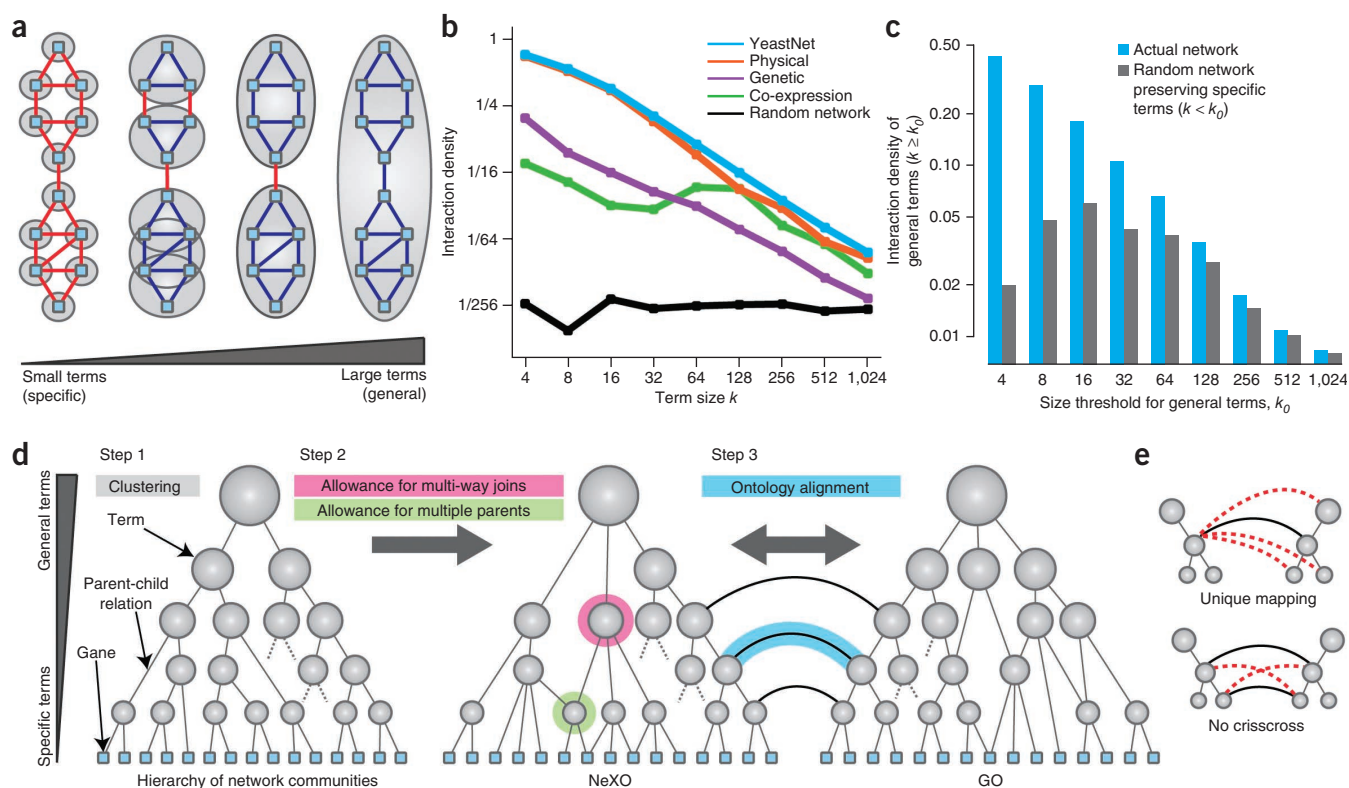 a
Small terms
(specific)
Large terms
(general)
b
1
1/4
1/16
1/64
1/256
Interaction density
YeastNet
Physical
Genetic
Co-expression
Random network
4 8 16 32 64 128 256 512 1,024
Term size k
c
0.50
0.20
0.10
0.05
0.02
0.01
Interaction density of
general terms (k ≥ k0)
Actual network
Random network
preserving specific
terms (k < k0)
4 8 16 32 64 128 256 512 1,024
Size threshold for general terms, k0
d
General terms
Specific terms
Step 1
Clustering
Term
Parent-child
relation
Gane
Hierarchy of network communities
Step 2
Allowance for multi-way joins
Allowance for multiple parents
NeXO
Step 3
Ontology alignment
GO
e
Unique mapping
No crisscross